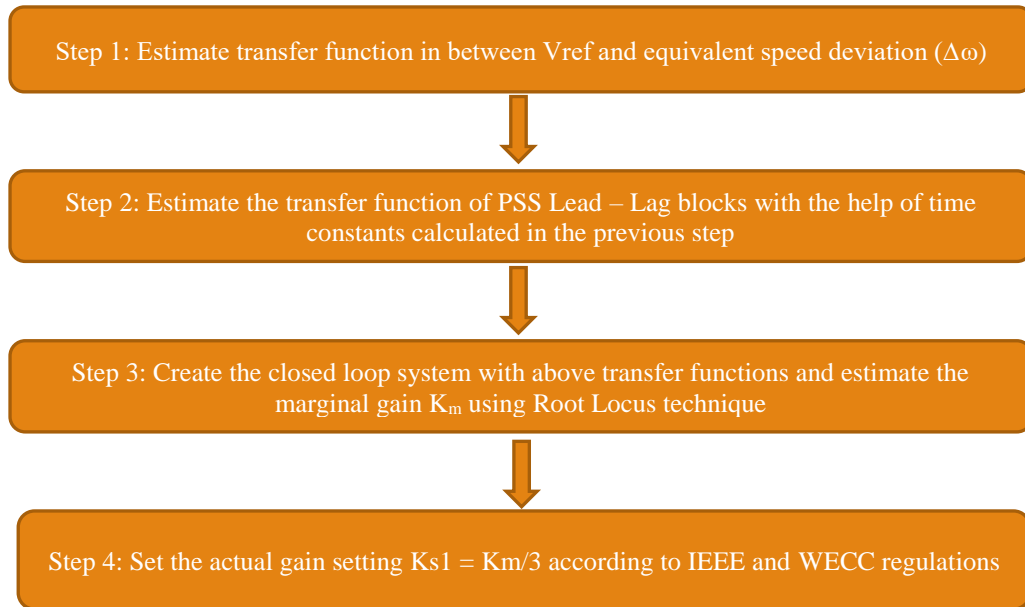 Step 1: Estimate transfer function in between Vref and equivalent speed deviation (Δω)
Step 2: Estimate the transfer function of PSS Lead – Lag blocks with the help of time
constants calculated in the previous step
Step 3: Create the closed loop system with above transfer functions and estimate the
marginal gain Kₘ using Root Locus technique
Step 4: Set the actual gain setting Ks1 = Km/3 according to IEEE and WECC regulations